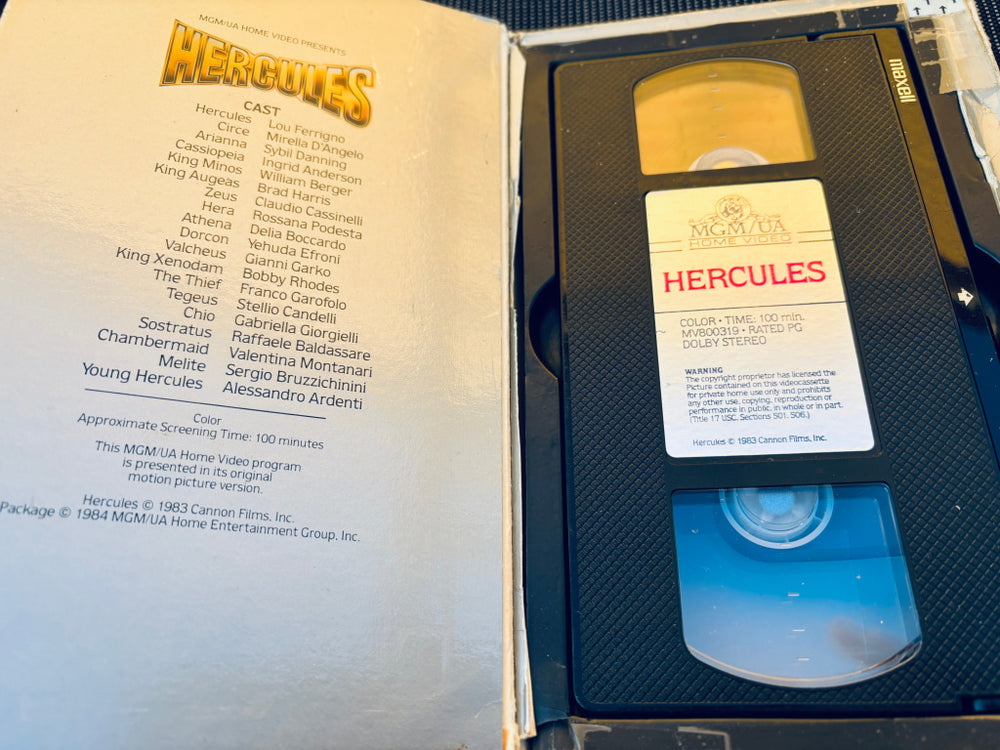 MGM/UA HOME VIDEO PRESENTS
HERCULES
CAST
Hercules Lou Ferrigno
Circe Mirella D'Angelo
Arianna Sybil Danning
Cassiopeia Ingrid Anderson
King Minos William Berger
King Augeas Brad Harris
Zeus Claudio Cassinelli
Hera Rossana Podesta
Athena Delia Boccardo
Dorcon Yehuda Efroni
Valcheus Gianni Garko
King Xenodam Bobby Rhodes
The Thief Franco Garofolo
Tegeus Stellio Candelli
Chio Gabriella Giorgielli
Sostratus Raffaele Baldassare
Chambermaid Valentina Montanari
Melite Sergio Bruzzichinini
Young Hercules Alessandro Ardenti
Color
Approximate Screening Time: 100 minutes
This MGM/UA Home Video program
is presented in its original
motion picture version.
Hercules © 1983 Cannon Films, Inc.
Package © 1984 MGM/UA Home Entertainment Group, Inc.
maxell
MGM/UA
HOME VIDEO
HERCULES
COLOR • TIME: 100 min.
MV800319 • RATED PG
DOLBY STEREO
WARNING
The copyright proprietor has licensed the
Picture contained on this videocassette
for private home use only and prohibits
any other use, copying, reproduction or
performance in public, in whole or in part.
(Title 17 USC, Sections 501, 506.)
Hercules © 1983 Cannon Films, Inc.